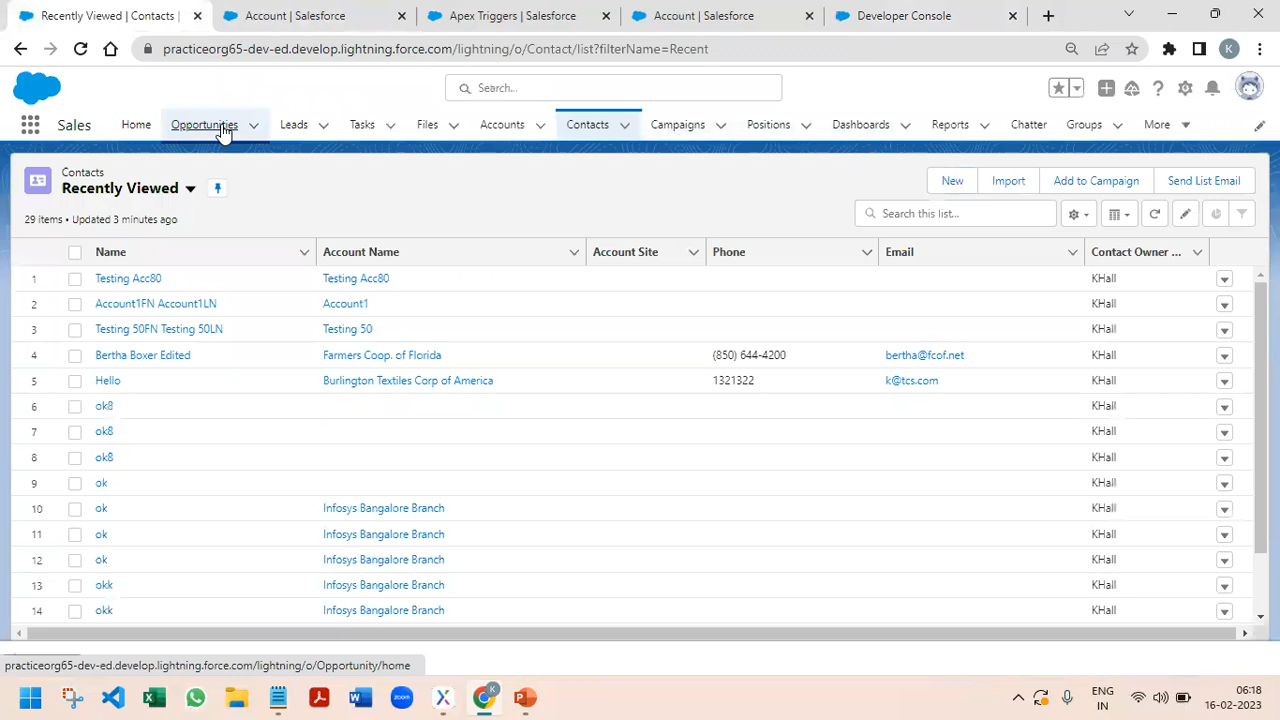 Recently Viewed | Contacts |
Account | Salesforce
Apex Triggers | Salesforce
Account | Salesforce
Developer Console
practiceorg65-dev-ed.develop.lightning.force.com/lightning/o/Contact/list?filterName=Recent
K
Search...
Sales
Home
Opportunities
Leads
Tasks
Files
Accounts
Contacts
Campaigns
Positions
Dashboards
Reports
Chatter
Groups
More
Contacts
Recently Viewed
New
Import
Add to Campaign
Send List Email
29 items • Updated 3 minutes ago
Search this list...
Name
Account Name
Account Site
Phone
Email
Contact Owner ...
1 Testing Acc80 Testing Acc80 KHall
2 Account1FN Account1LN Account1 KHall
3 Testing 50FN Testing 50LN Testing 50 KHall
4 Bertha Boxer Edited Farmers Coop. of Florida (850) 644-4200 bertha@fcof.net KHall
5 Hello Burlington Textiles Corp of America 1321322 k@tcs.com KHall
6 ok8 KHall
7 ok8 KHall
8 ok8 KHall
9 ok KHall
10 ok Infosys Bangalore Branch KHall
11 ok Infosys Bangalore Branch KHall
12 ok Infosys Bangalore Branch KHall
13 okk Infosys Bangalore Branch KHall
14 okk Infosys Bangalore Branch KHall
practiceorg65-dev-ed.develop.lightning.force.com/lightning/o/Opportunity/home
zoom
K
ENG
IN
06:18
16-02-2023